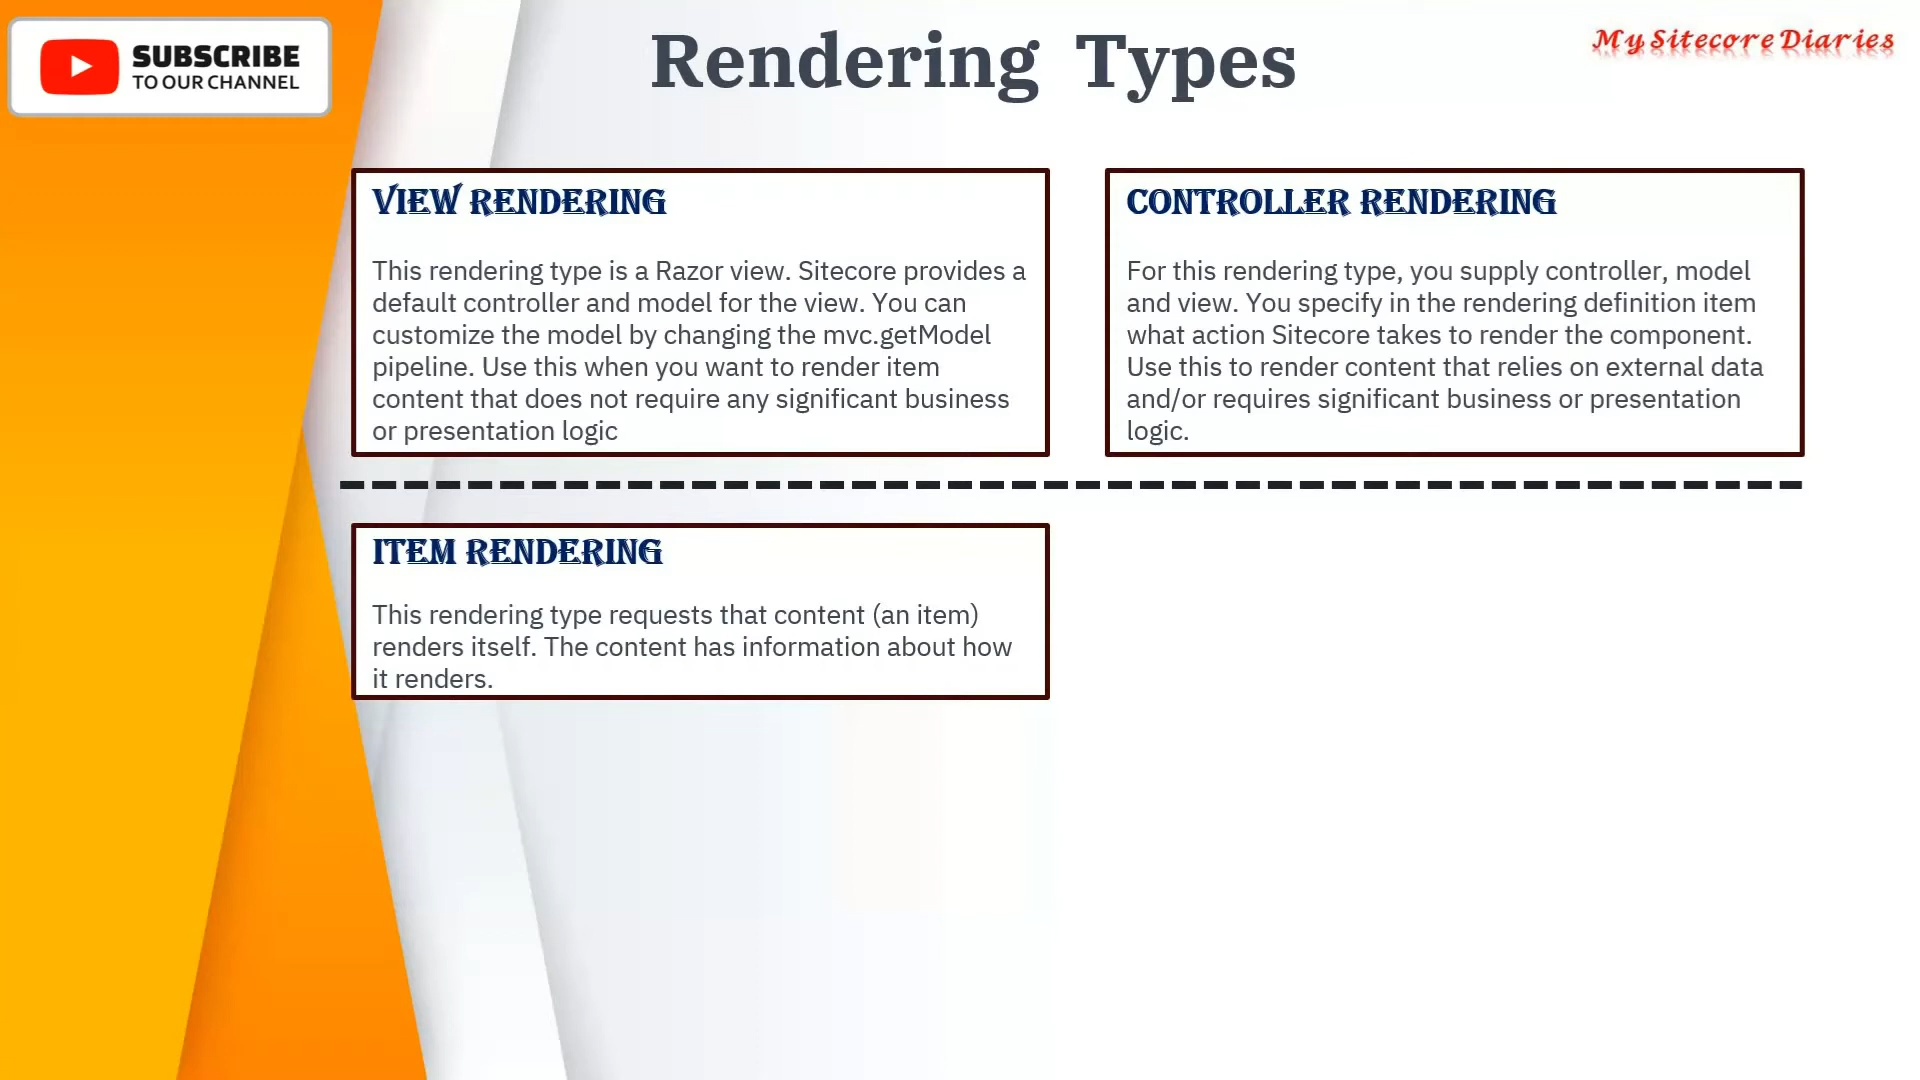 SUBSCRIBE
TO OUR CHANNEL
Rendering Types
My Sitecore Diaries
VIEW RENDERING
This rendering type is a Razor view. Sitecore provides a
default controller and model for the view. You can
customize the model by changing the mvc.getModel
pipeline. Use this when you want to render item
content that does not require any significant business
or presentation logic
CONTROLLER RENDERING
For this rendering type, you supply controller, model
and view. You specify in the rendering definition item
what action Sitecore takes to render the component.
Use this to render content that relies on external data
and/or requires significant business or presentation
logic.
ITEM RENDERING
This rendering type requests that content (an item)
renders itself. The content has information about how
it renders.